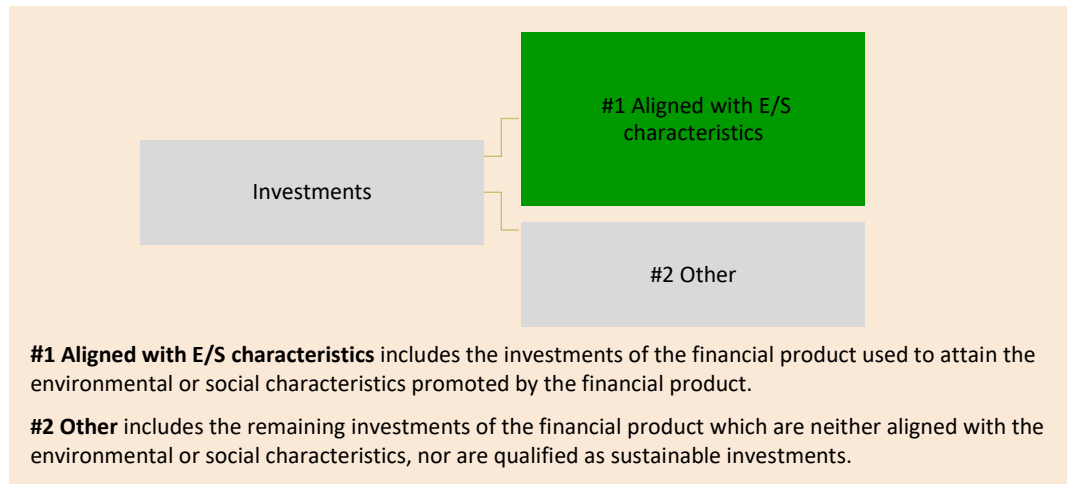 #1 Aligned with E/S
characteristics
Investments
#2 Other
#1 Aligned with E/S characteristics includes the investments of the financial product used to attain the
environmental or social characteristics promoted by the financial product.
#2 Other includes the remaining investments of the financial product which are neither aligned with the
environmental or social characteristics, nor are qualified as sustainable investments.